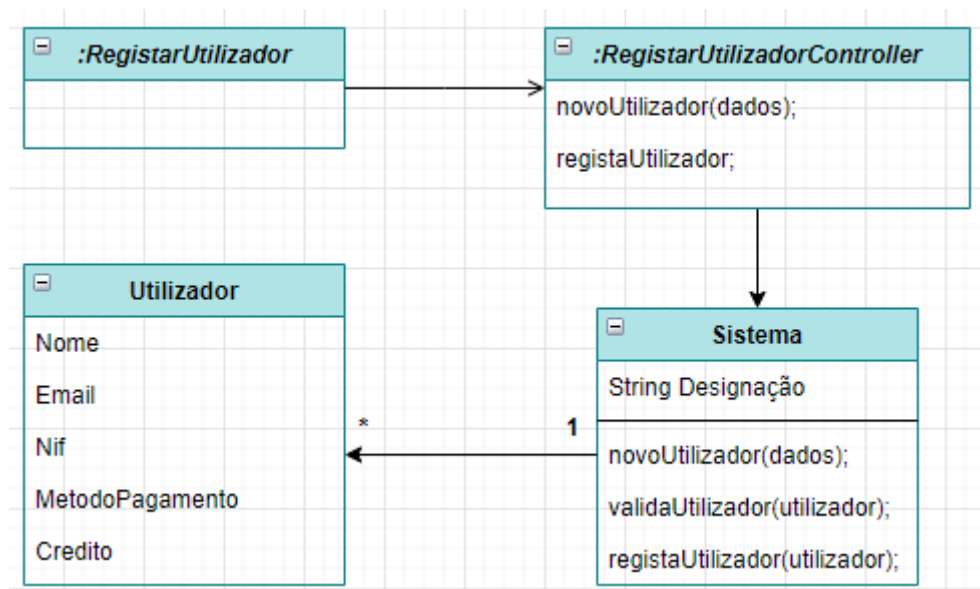 :RegistarUtilizador
:RegistarUtilizadorController
novoUtilizador(dados);
registaUtilizador;
Utilizador
Nome
Email
Nif
MetodoPagamento
Credito
* 1
Sistema
String Designação
novoUtilizador(dados);
validaUtilizador(utilizador);
registaUtilizador(utilizador);